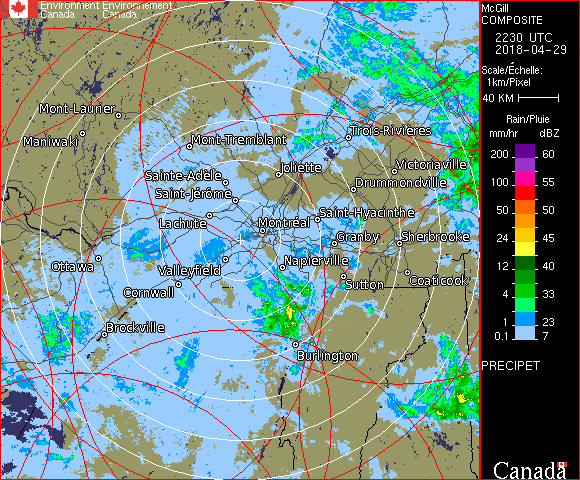 Environment Environnement
Canada Canada
McGill
COMPOSITE
2230 UTC
2018-04-29
Scale/Échelle:
1km/Pixel
40 KM
Rain/Pluie
mm/hr dBZ
200 60
100 55
50 50
24 45
12 40
4 33
1 23
0.1 7
PRECIPET
Canada
Mont-Laurier
Maniwaki
Mont-Tremblant
Trois-Rivières
Joliette
Victoriaville
Sainte-Adèle
Drummondville
Saint-Jérôme
Saint-Hyacinthe
Lachute
Montréal
Granby
Sherbrooke
Ottawa
Valleyfield
Napierville
Cornwall
Sutton
Coaticook
Brockville
Burlington